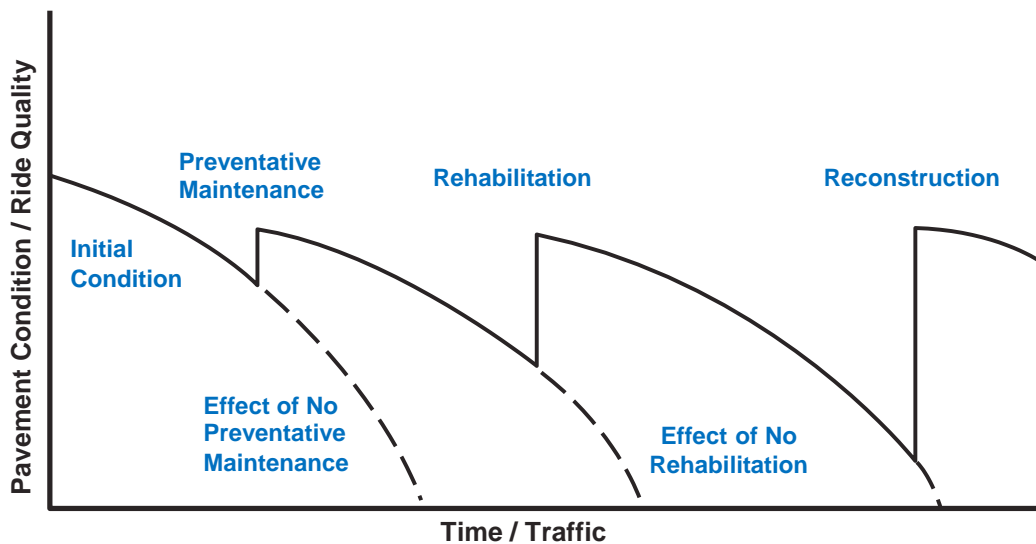 Pavement Condition / Ride Quality
Preventative
Maintenance
Rehabilitation
Reconstruction
Initial
Condition
Effect of No
Preventative
Maintenance
Effect of No
Rehabilitation
Time / Traffic